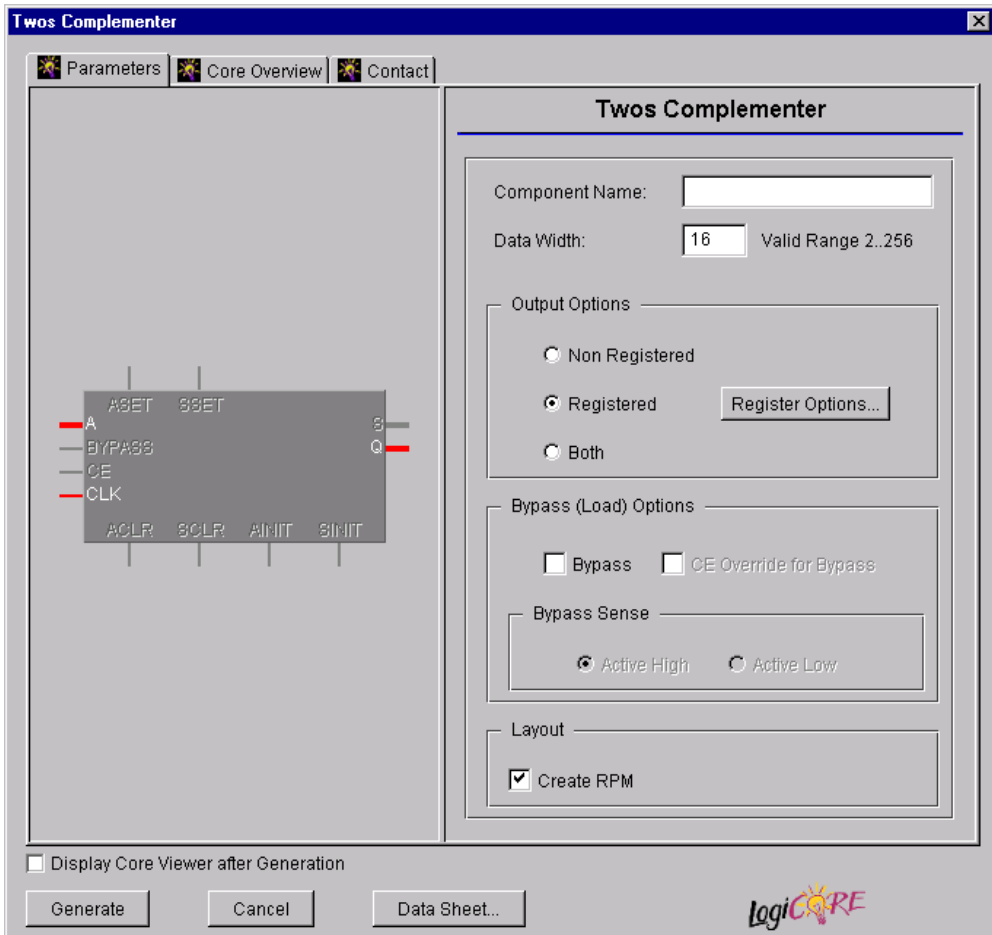 Twos Complementer
Parameters Core Overview Contact
ASET SSET
A S
BYPASS Q
CE
CLK
ACLR SCLR AINIT SINIT
Twos Complementer
Component Name:
Data Width: 16 Valid Range 2..256
Output Options
Non Registered
Registered Register Options...
Both
Bypass (Load) Options
Bypass CE Override for Bypass
Bypass Sense
Active High Active Low
Layout
Create RPM
Display Core Viewer after Generation
Generate Cancel Data Sheet...
LogiCORE